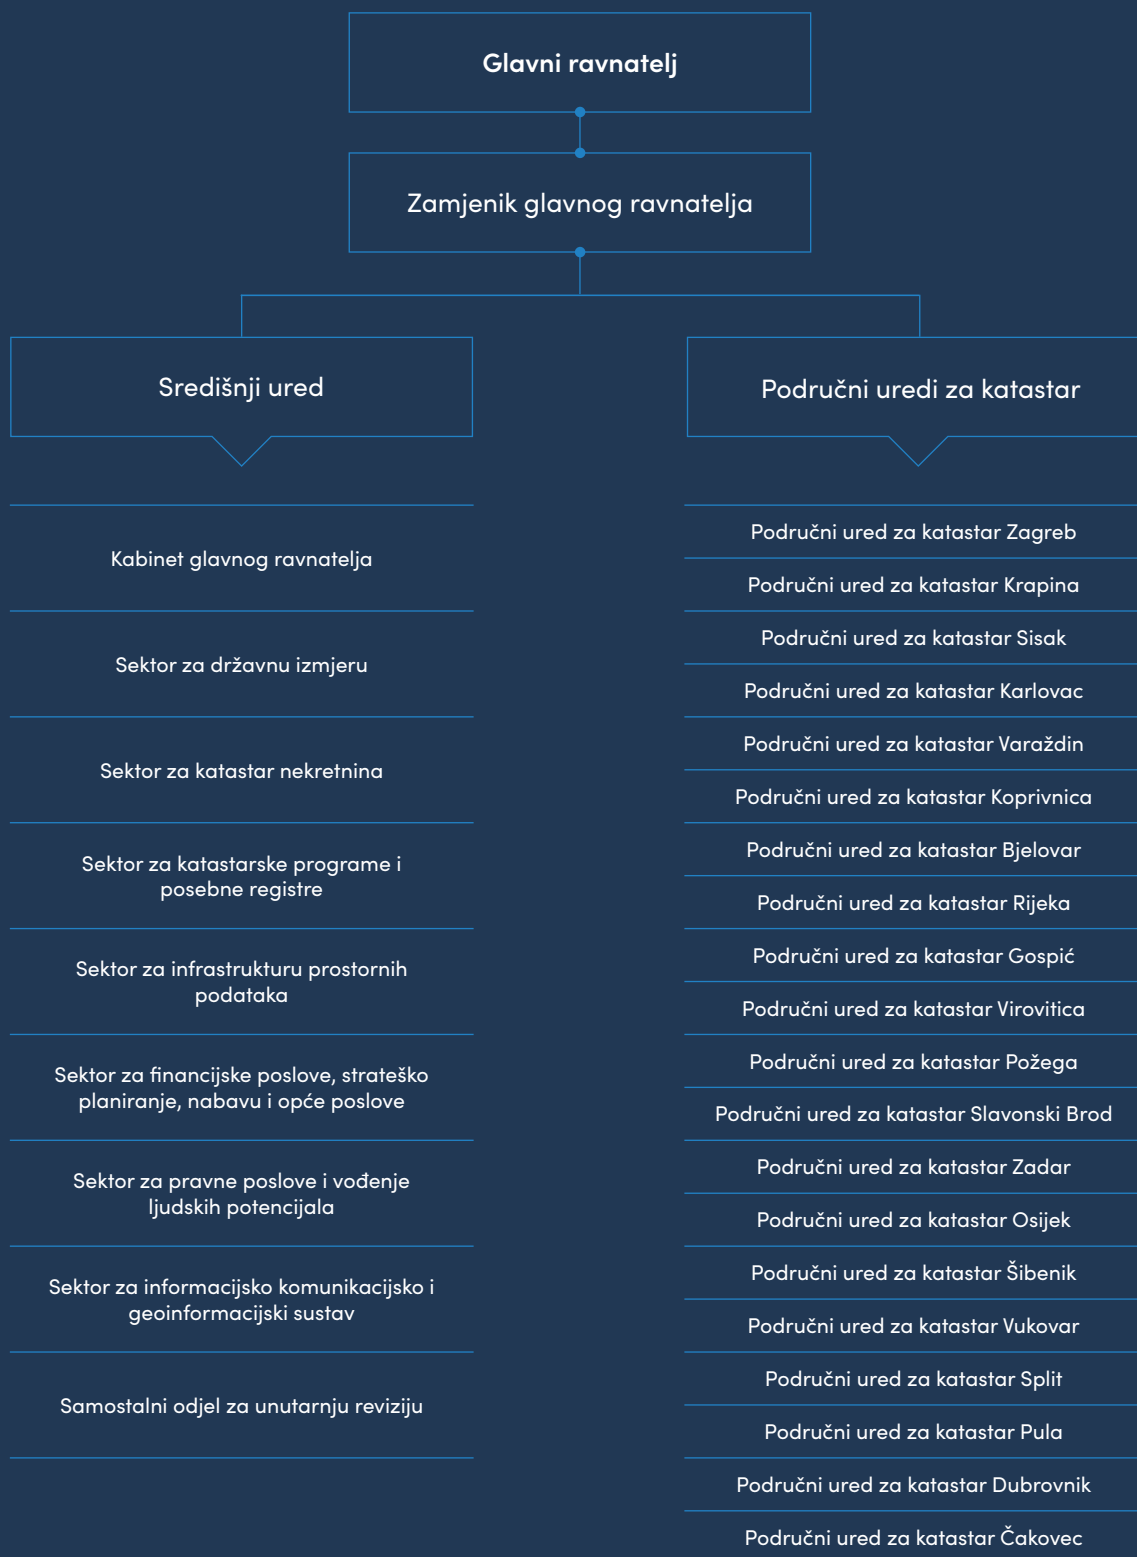 Glavni ravnatelj
Zamjenik glavnog ravnatelja
Središnji ured
Kabinet glavnog ravnatelja
Sektor za državnu izmjeru
Sektor za katastar nekretnina
Sektor za katastarske programe i
posebne registre
Sektor za infrastrukturu prostornih
podataka
Sektor za financijske poslove, strateško
planiranje, nabavu i opće poslove
Sektor za pravne poslove i vođenje
ljudskih potencijala
Sektor za informacijsko komunikacijsko i
geoinformacijski sustav
Samostalni odjel za unutarnju reviziju
Područni uredi za katastar
Područni ured za katastar Zagreb
Područni ured za katastar Krapina
Područni ured za katastar Sisak
Područni ured za katastar Karlovac
Područni ured za katastar Varaždin
Područni ured za katastar Koprivnica
Područni ured za katastar Bjelovar
Područni ured za katastar Rijeka
Područni ured za katastar Gospić
Područni ured za katastar Virovitica
Područni ured za katastar Požega
Područni ured za katastar Slavonski Brod
Područni ured za katastar Zadar
Područni ured za katastar Osijek
Područni ured za katastar Šibenik
Područni ured za katastar Vukovar
Područni ured za katastar Split
Područni ured za katastar Pula
Područni ured za katastar Dubrovnik
Područni ured za katastar Čakovec